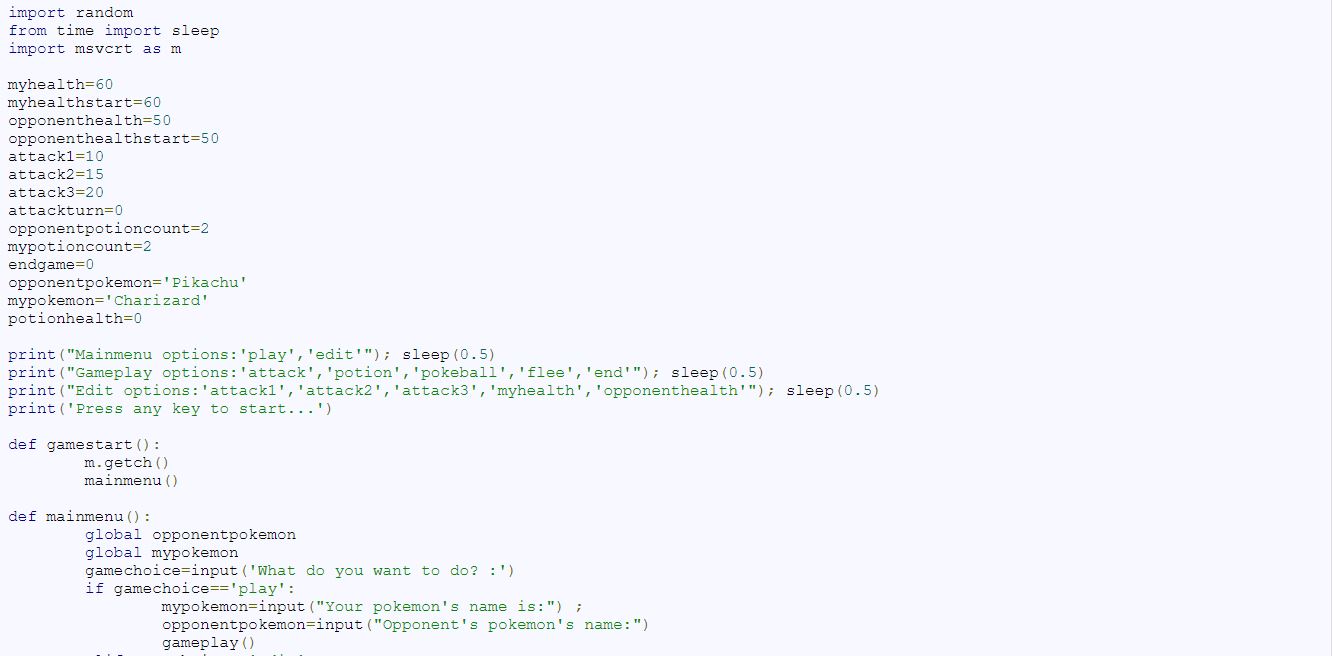 import random
from time import sleep
import msvcrt as m

myhealth=60
myhealthstart=60
opponenthealth=50
opponenthealthstart=50
attack1=10
attack2=15
attack3=20
attackturn=0
opponentpotioncount=2
mypotioncount=2
endgame=0
opponentpokemon='Pikachu'
mypokemon='Charizard'
potionhealth=0

print("Mainmenu options:'play','edit'"); sleep(0.5)
print("Gameplay options:'attack','potion','pokeball','flee','end'"); sleep(0.5)
print("Edit options:'attack1','attack2','attack3','myhealth','opponenthealth'"); sleep(0.5)
print('Press any key to start...')

def gamestart():
        m.getch()
        mainmenu()

def mainmenu():
        global opponentpokemon
        global mypokemon
        gamechoice=input('What do you want to do? :')
        if gamechoice=='play':
                mypokemon=input("Your pokemon's name is:") ;
                opponentpokemon=input("Opponent's pokemon's name:")
                gameplay()